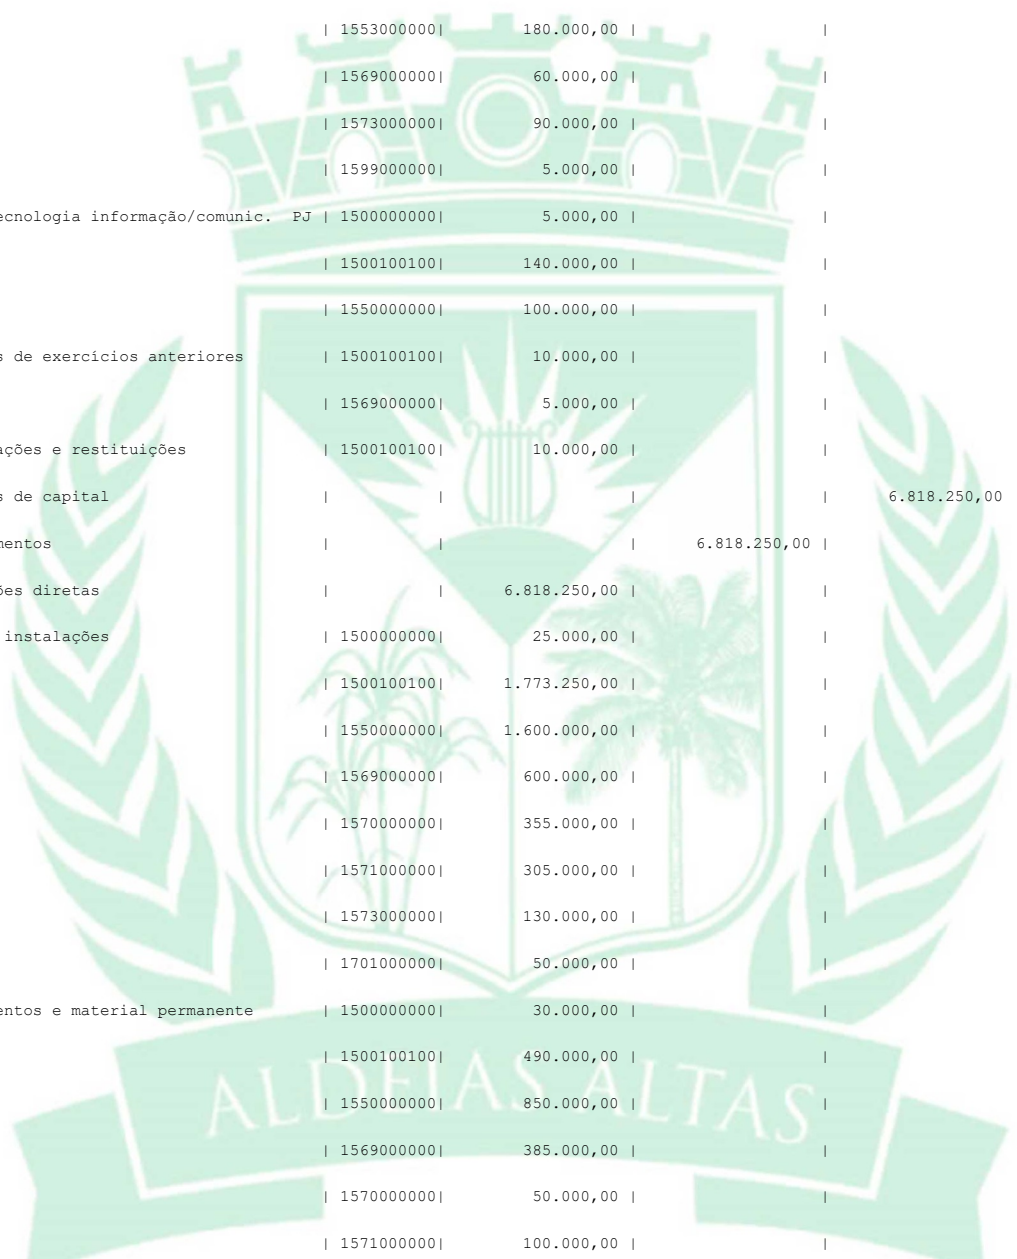 | 1553000000| 180.000,00 | |
| 1569000000| 60.000,00 | |
| 1573000000| 90.000,00 | |
| 1599000000| 5.000,00 | |
ecnologia informação/comunic. PJ | 1500000000| 5.000,00 | |
| 1500100100| 140.000,00 | |
| 1550000000| 100.000,00 | |
s de exercícios anteriores | 1500100100| 10.000,00 | |
| 1569000000| 5.000,00 | |
ações e restituições | 1500100100| 10.000,00 | |
s de capital | | | | 6.818.250,00
mentos | | | 6.818.250,00 |
ões diretas | | 6.818.250,00 | |
instalações | 1500000000| 25.000,00 | |
| 1500100100| 1.773.250,00 | |
| 1550000000| 1.600.000,00 | |
| 1569000000| 600.000,00 | |
| 1570000000| 355.000,00 | |
| 1571000000| 305.000,00 | |
| 1573000000| 130.000,00 | |
| 1701000000| 50.000,00 | |
entos e material permanente | 1500000000| 30.000,00 | |
| 1500100100| 490.000,00 | |
| 1550000000| 850.000,00 | |
| 1569000000| 385.000,00 | |
| 1570000000| 50.000,00 | |
| 1571000000| 100.000,00 | |
ALDEIAS ALTAS